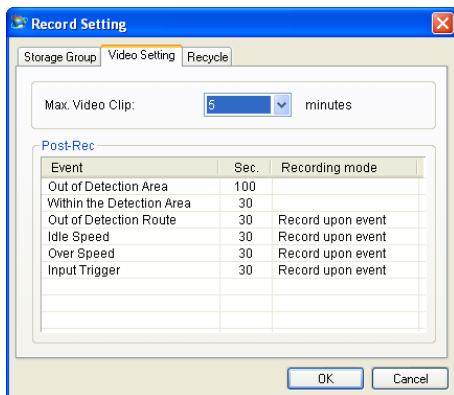 Record Setting
Storage Group Video Setting Recycle
Max. Video Clip: 5 minutes
Post-Rec
Event Sec. Recording mode
Out of Detection Area 100
Within the Detection Area 30
Out of Detection Route 30 Record upon event
Idle Speed 30 Record upon event
Over Speed 30 Record upon event
Input Trigger 30 Record upon event
OK Cancel